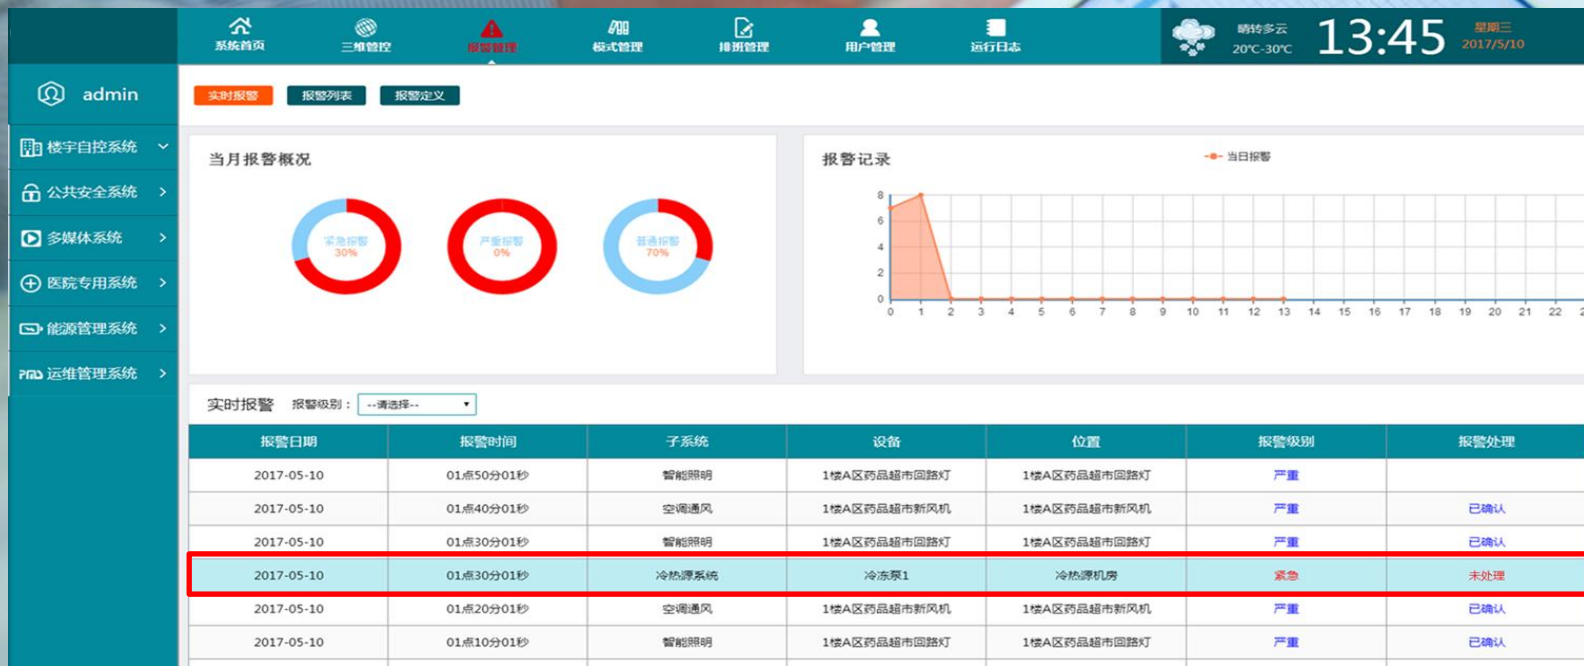 系统首页 三维管控 报警管理 模式管理 排班管理 用户管理 运行日志
晴转多云
20℃-30℃
13:45
星期三
2017/5/10
admin
实时报警 报警列表 报警定义
楼宇自控系统
公共安全系统
多媒体系统
医院专用系统
能源管理系统
运维管理系统
当月报警概况
紧急报警
30%
严重报警
0%
普通报警
70%
报警记录
当日报警
8
6
4
2
0
0 1 2 3 4 5 6 7 8 9 10 11 12 13 14 15 16 17 18 19 20 21 22
实时报警 报警级别： --请选择--
报警日期 报警时间 子系统 设备 位置 报警级别 报警处理
2017-05-10 01点50分01秒 智能照明 1楼A区药品超市回路灯 1楼A区药品超市回路灯 严重
2017-05-10 01点40分01秒 空调通风 1楼A区药品超市新风机 1楼A区药品超市新风机 严重 已确认
2017-05-10 01点30分01秒 智能照明 1楼A区药品超市回路灯 1楼A区药品超市回路灯 严重 已确认
2017-05-10 01点30分01秒 冷热源系统 冷冻泵1 冷热源机房 紧急 未处理
2017-05-10 01点20分01秒 空调通风 1楼A区药品超市新风机 1楼A区药品超市新风机 严重 已确认
2017-05-10 01点10分01秒 智能照明 1楼A区药品超市回路灯 1楼A区药品超市回路灯 严重 已确认